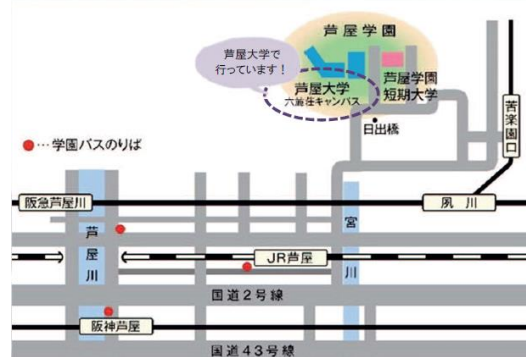 芦屋学園
芦屋大学で
行っています!
芦屋大学
六麓荘キャンパス
芦屋学園
短期大学
日出橋
苦楽園口
●…学園バスのりば
阪急芦屋川
夙川
芦屋川
宮川
JR芦屋
国道2号線
阪神芦屋
国道43号線